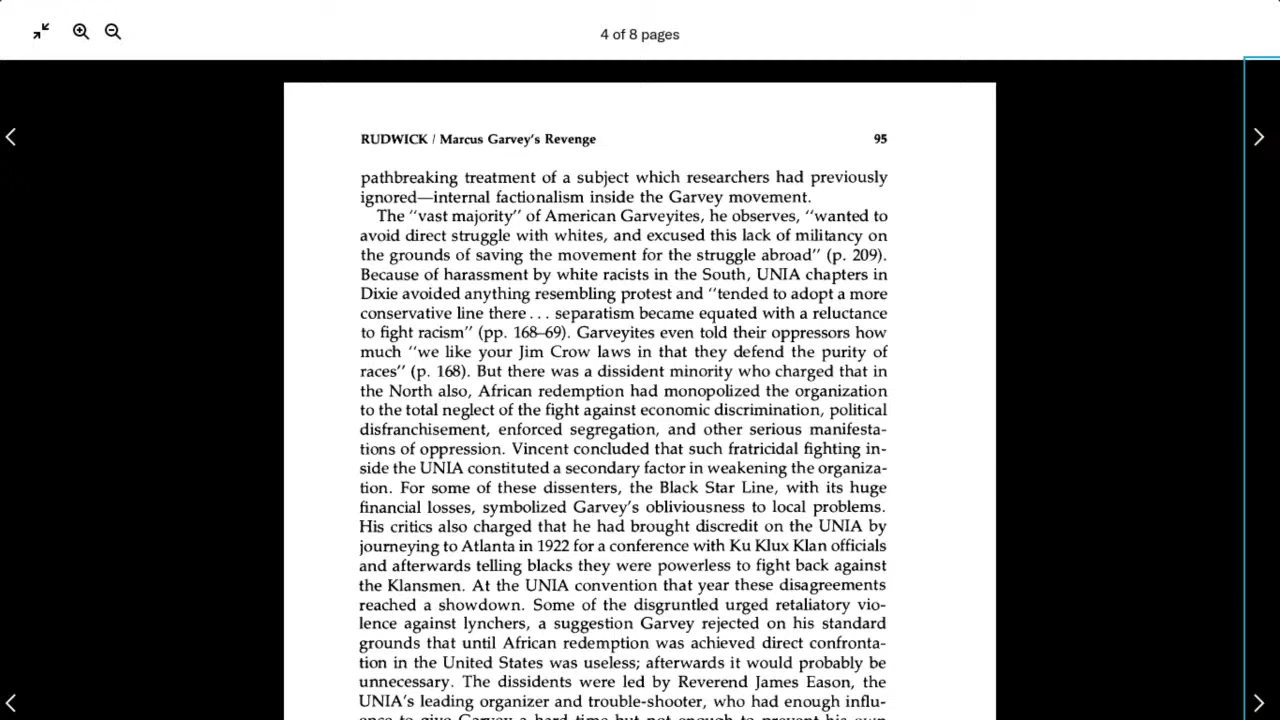 4 of 8 pages
RUDWICK / Marcus Garvey's Revenge 95
pathbreaking treatment of a subject which researchers had previously
ignored—internal factionalism inside the Garvey movement.
The "vast majority" of American Garveyites, he observes, "wanted to
avoid direct struggle with whites, and excused this lack of militancy on
the grounds of saving the movement for the struggle abroad" (p. 209).
Because of harassment by white racists in the South, UNIA chapters in
Dixie avoided anything resembling protest and "tended to adopt a more
conservative line there . . . separatism became equated with a reluctance
to fight racism" (pp. 168–69). Garveyites even told their oppressors how
much "we like your Jim Crow laws in that they defend the purity of
races" (p. 168). But there was a dissident minority who charged that in
the North also, African redemption had monopolized the organization
to the total neglect of the fight against economic discrimination, political
disfranchisement, enforced segregation, and other serious manifesta-
tions of oppression. Vincent concluded that such fratricidal fighting in-
side the UNIA constituted a secondary factor in weakening the organiza-
tion. For some of these dissenters, the Black Star Line, with its huge
financial losses, symbolized Garvey's obliviousness to local problems.
His critics also charged that he had brought discredit on the UNIA by
journeying to Atlanta in 1922 for a conference with Ku Klux Klan officials
and afterwards telling blacks they were powerless to fight back against
the Klansmen. At the UNIA convention that year these disagreements
reached a showdown. Some of the disgruntled urged retaliatory vio-
lence against lynchers, a suggestion Garvey rejected on his standard
grounds that until African redemption was achieved direct confronta-
tion in the United States was useless; afterwards it would probably be
unnecessary. The dissidents were led by Reverend James Eason, the
UNIA's leading organizer and trouble-shooter, who had enough influ-
ence to give Garvey a hard time but not enough to prevent his own